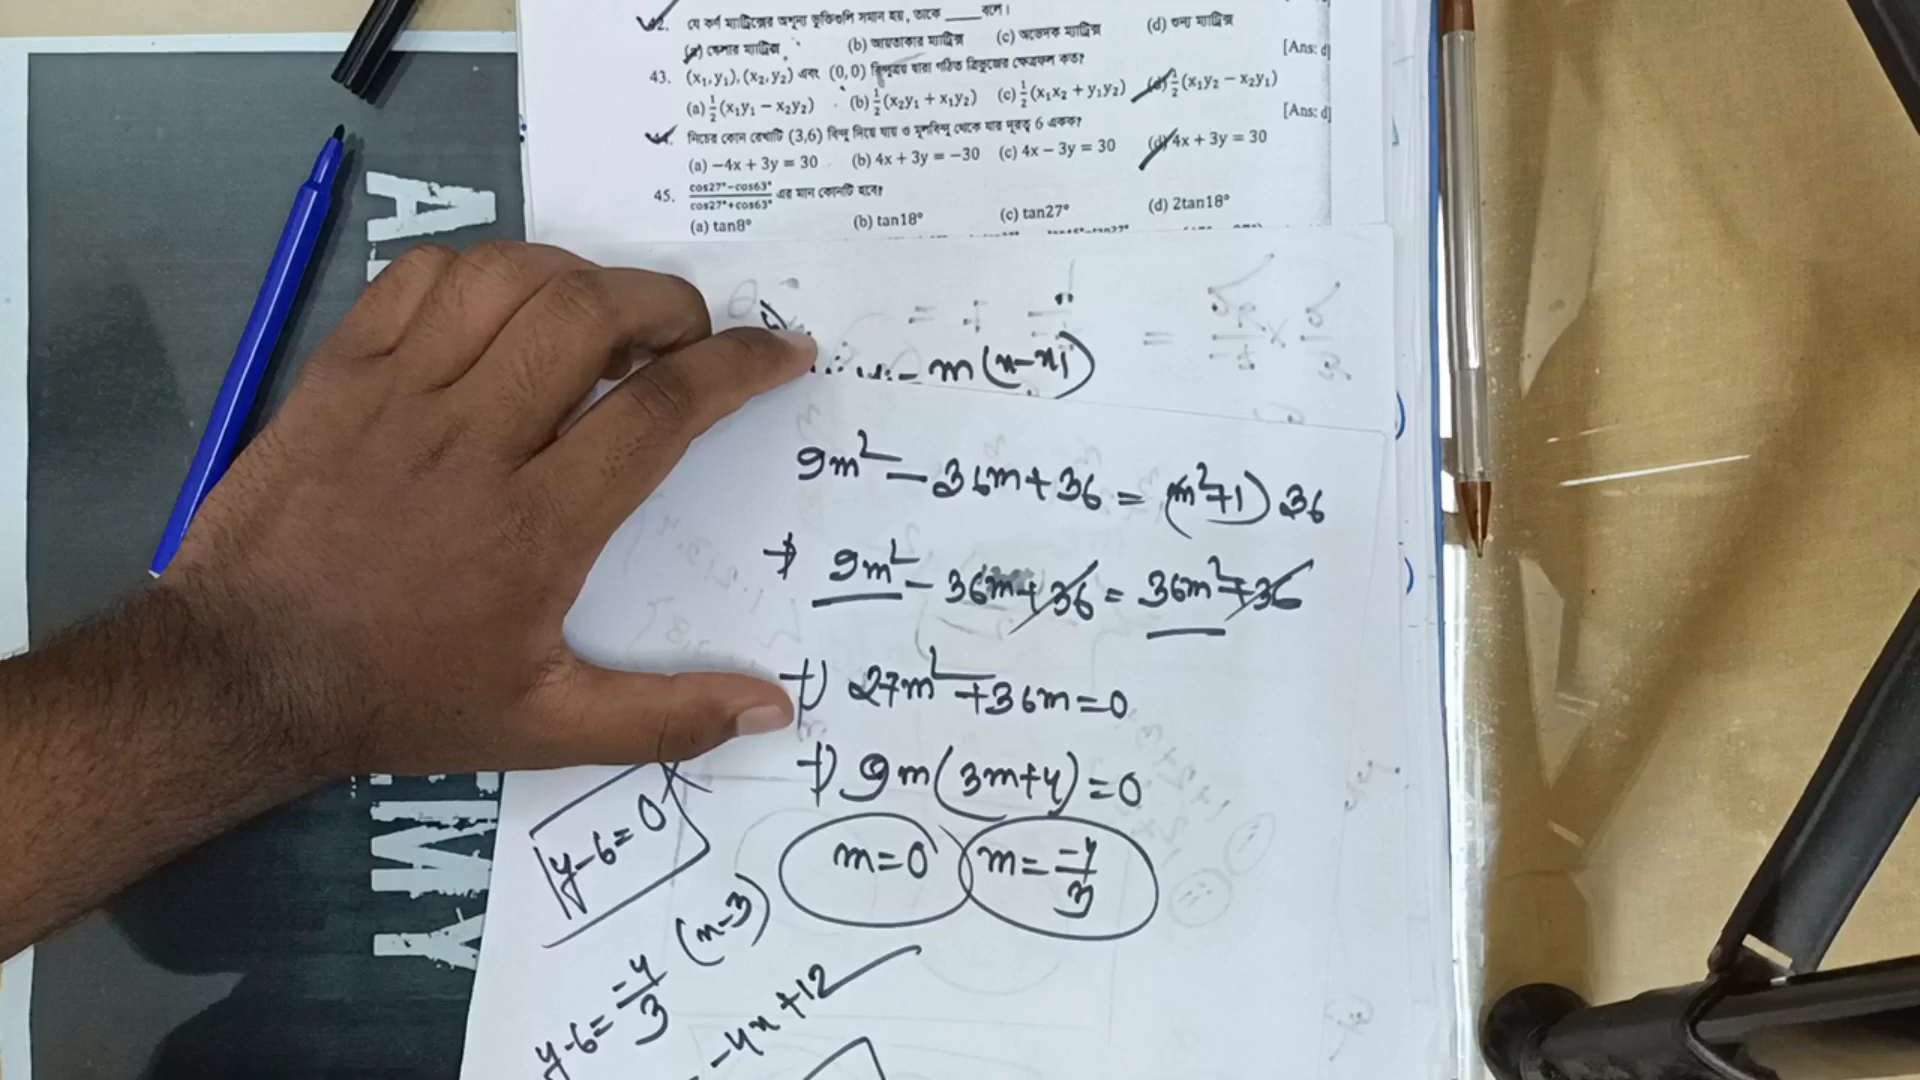 42. যে কর্ণ ম্যাট্রিক্সের অশূন্য ভুক্তিগুলি সমান হয়, তাকে ____ বলে।
(a) স্কেলার ম্যাট্রিক্স (b) আয়তাকার ম্যাট্রিক্স (c) অভেদক ম্যাট্রিক্স (d) শুন্য ম্যাট্রিক্স
[Ans: d]
43. (x₁,y₁), (x₂,y₂) এবং (0,0) বিন্দুত্রয় দ্বারা গঠিত ত্রিভুজের ক্ষেত্রফল কত?
(a) 1/2 (x₁y₁ − x₂y₂) (b) 1/2 (x₂y₁ + x₁y₂) (c) 1/2 (x₁x₂ + y₁y₂) (d) 1/2 (x₁y₂ − x₂y₁)
[Ans: d]
44. নিচের কোন রেখাটি (3,6) বিন্দু দিয়ে যায় ও মূলবিন্দু থেকে যার দূরত্ব 6 একক?
(a) −4x + 3y = 30 (b) 4x + 3y = −30 (c) 4x − 3y = 30 (d) 4x + 3y = 30
45. cos27°−cos63° / cos27°+cos63° এর মান কোনটি হবে?
(a) tan8° (b) tan18° (c) tan27° (d) 2tan18°
m(x-x1)
9m² - 36m + 36 = (m²+1) 36
⇒ 9m² - 36m + 36 = 36m² + 36
⇒ 27m² + 36m = 0
⇒ 9m(3m+4) = 0
m = 0 m = -4/3
y-6=0
y-6 = -4/3 (x-3)
-4x + 12